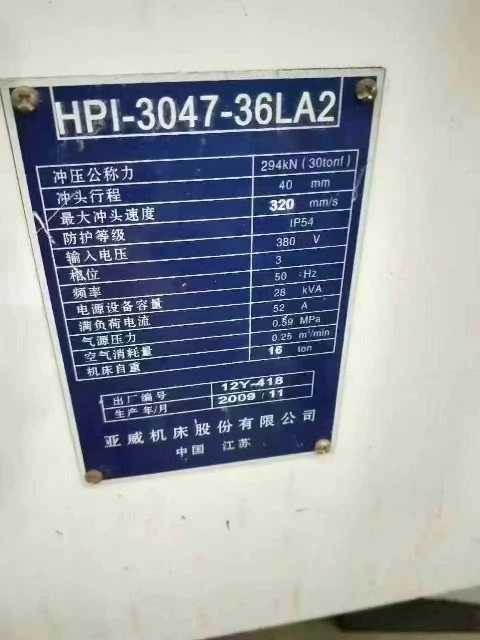 HPI-3047-36LA2
冲压公称力 294kN (30tonf)
冲头行程 40 mm
最大冲头速度 320 mm/s
防护等级 IP54
输入电压 380 V
相位 3
频率 50 Hz
电源设备容量 28 kVA
满负荷电流 52 A
气源压力 0.59 MPa
空气消耗量 0.25 m³/min
机床自重 16 ton
出厂编号 12Y-418
生产年/月 2009/11
亚威机床股份有限公司
中国 江苏